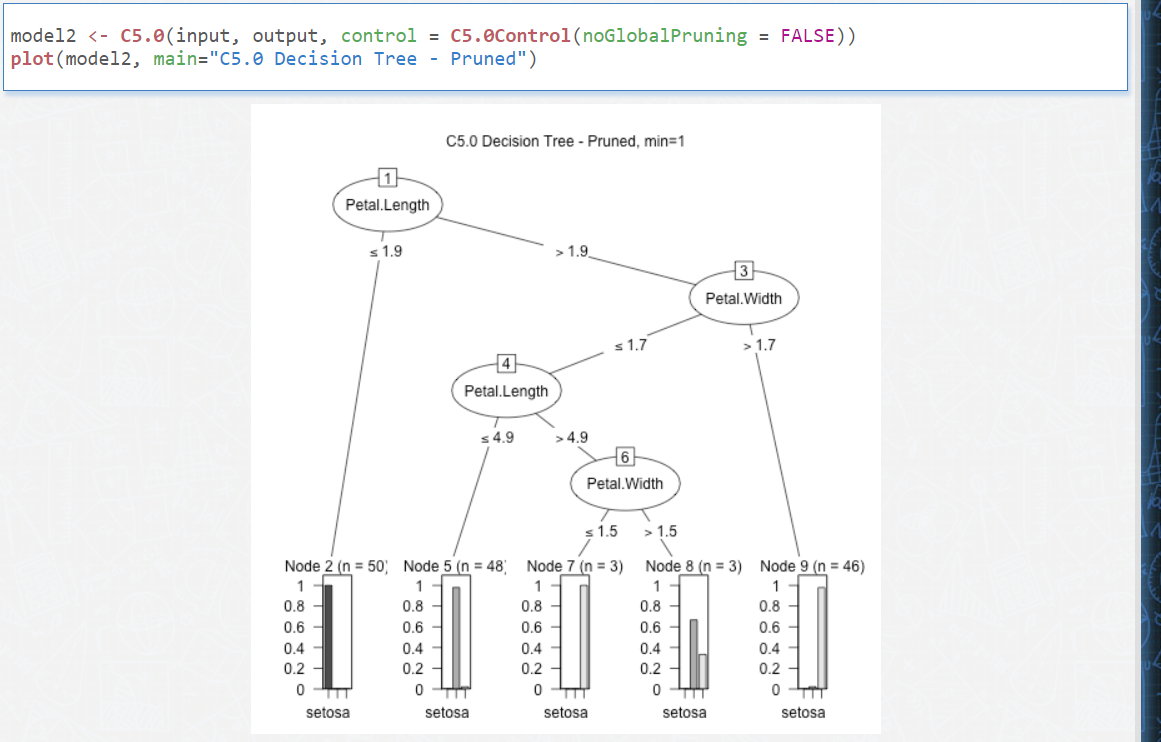 model2 <- C5.0(input, output, control = C5.0Control(noGlobalPruning = FALSE))
plot(model2, main="C5.0 Decision Tree - Pruned")
C5.0 Decision Tree - Pruned, min=1
1
Petal.Length
≤ 1.9
> 1.9
3
Petal.Width
≤ 1.7
> 1.7
4
Petal.Length
≤ 4.9
> 4.9
6
Petal.Width
≤ 1.5
> 1.5
Node 2 (n = 50)
1
0.8
0.6
0.4
0.2
0
setosa
Node 5 (n = 48)
1
0.8
0.6
0.4
0.2
0
setosa
Node 7 (n = 3)
1
0.8
0.6
0.4
0.2
0
setosa
Node 8 (n = 3)
1
0.8
0.6
0.4
0.2
0
setosa
Node 9 (n = 46)
1
0.8
0.6
0.4
0.2
0
setosa